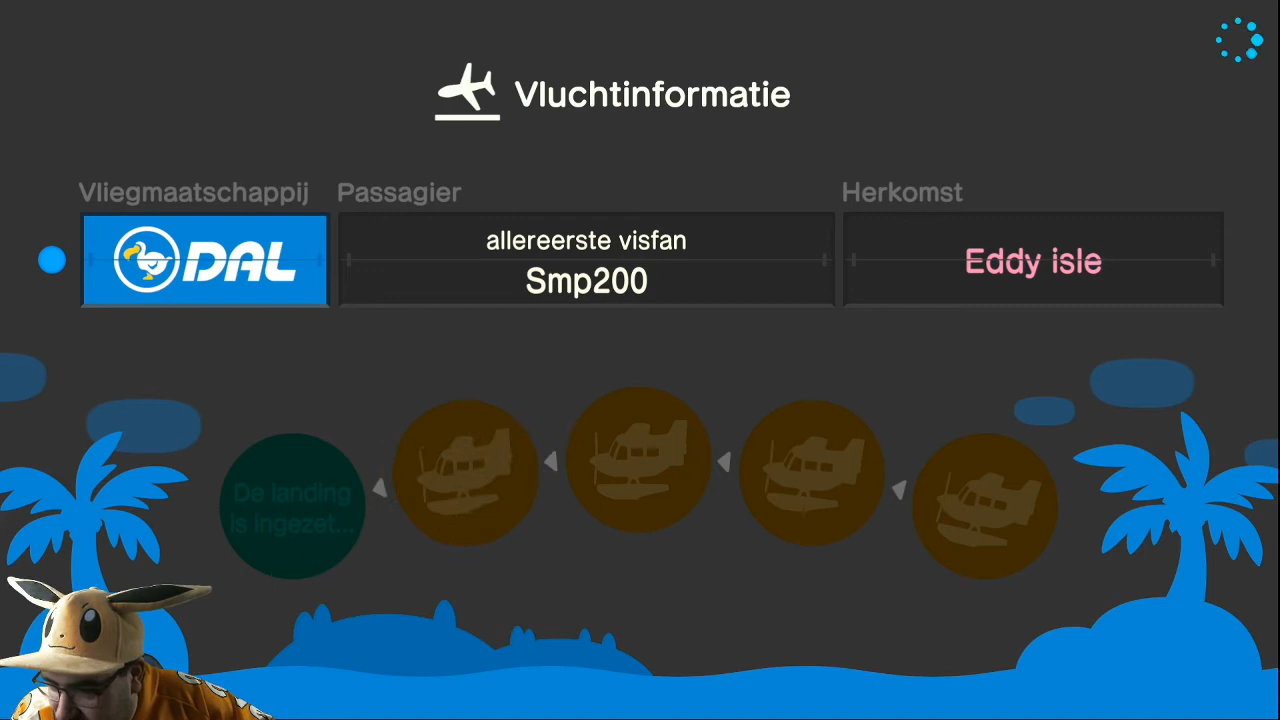 Vluchtinformatie
Vliegmaatschappij
Passagier
Herkomst
DAL
allereerste visfan
Smp200
Eddy isle
De landing
is ingezet...